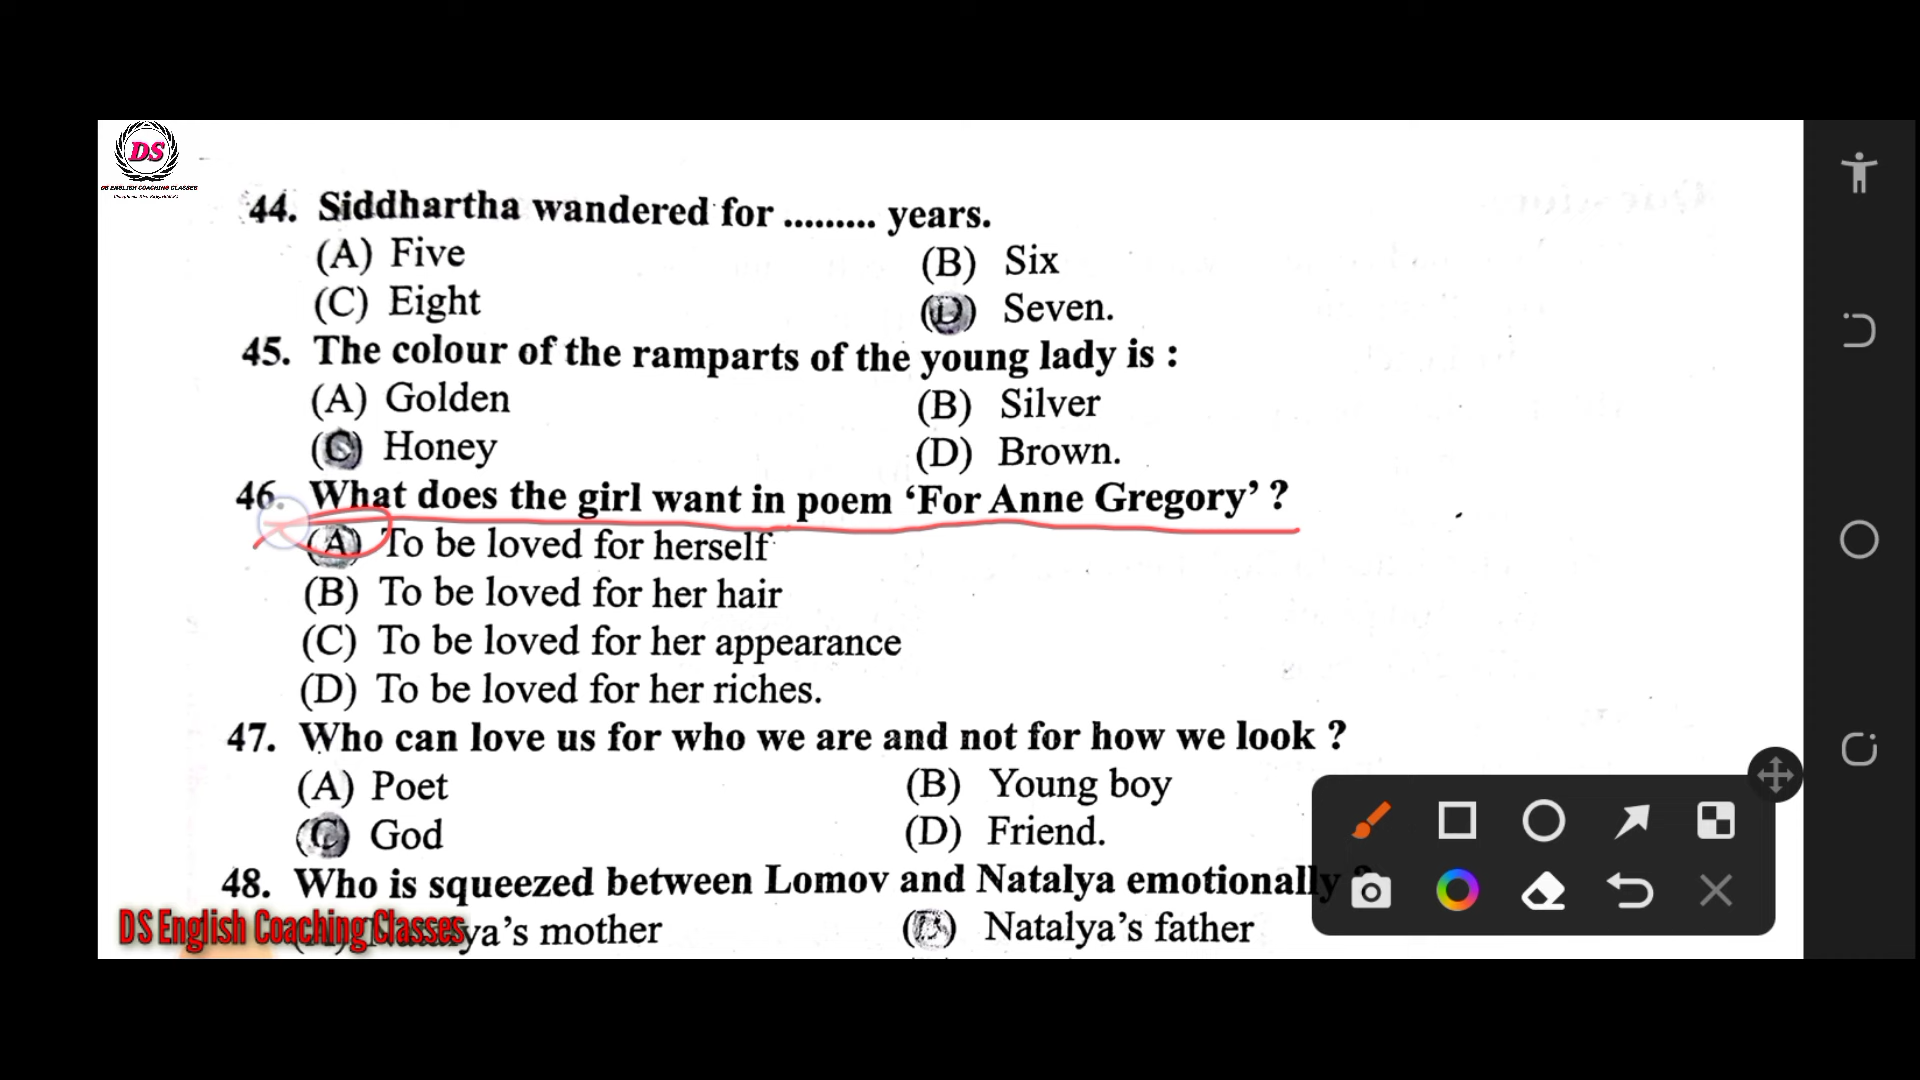 DS
DS ENGLISH COACHING CLASSES
44. Siddhartha wandered for ......... years.
(A) Five (B) Six
(C) Eight (D) Seven.
45. The colour of the ramparts of the young lady is :
(A) Golden (B) Silver
(C) Honey (D) Brown.
46. What does the girl want in poem ‘For Anne Gregory’ ?
(A) To be loved for herself
(B) To be loved for her hair
(C) To be loved for her appearance
(D) To be loved for her riches.
47. Who can love us for who we are and not for how we look ?
(A) Poet (B) Young boy
(C) God (D) Friend.
48. Who is squeezed between Lomov and Natalya emotionally ?
ya’s mother (B) Natalya’s father
DS English Coaching Classes